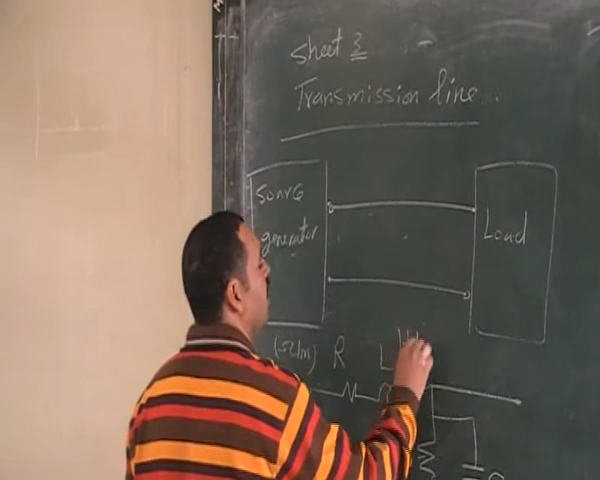 sheet 3
Transmission line...
source
generator
Load
(Ω/m) R L